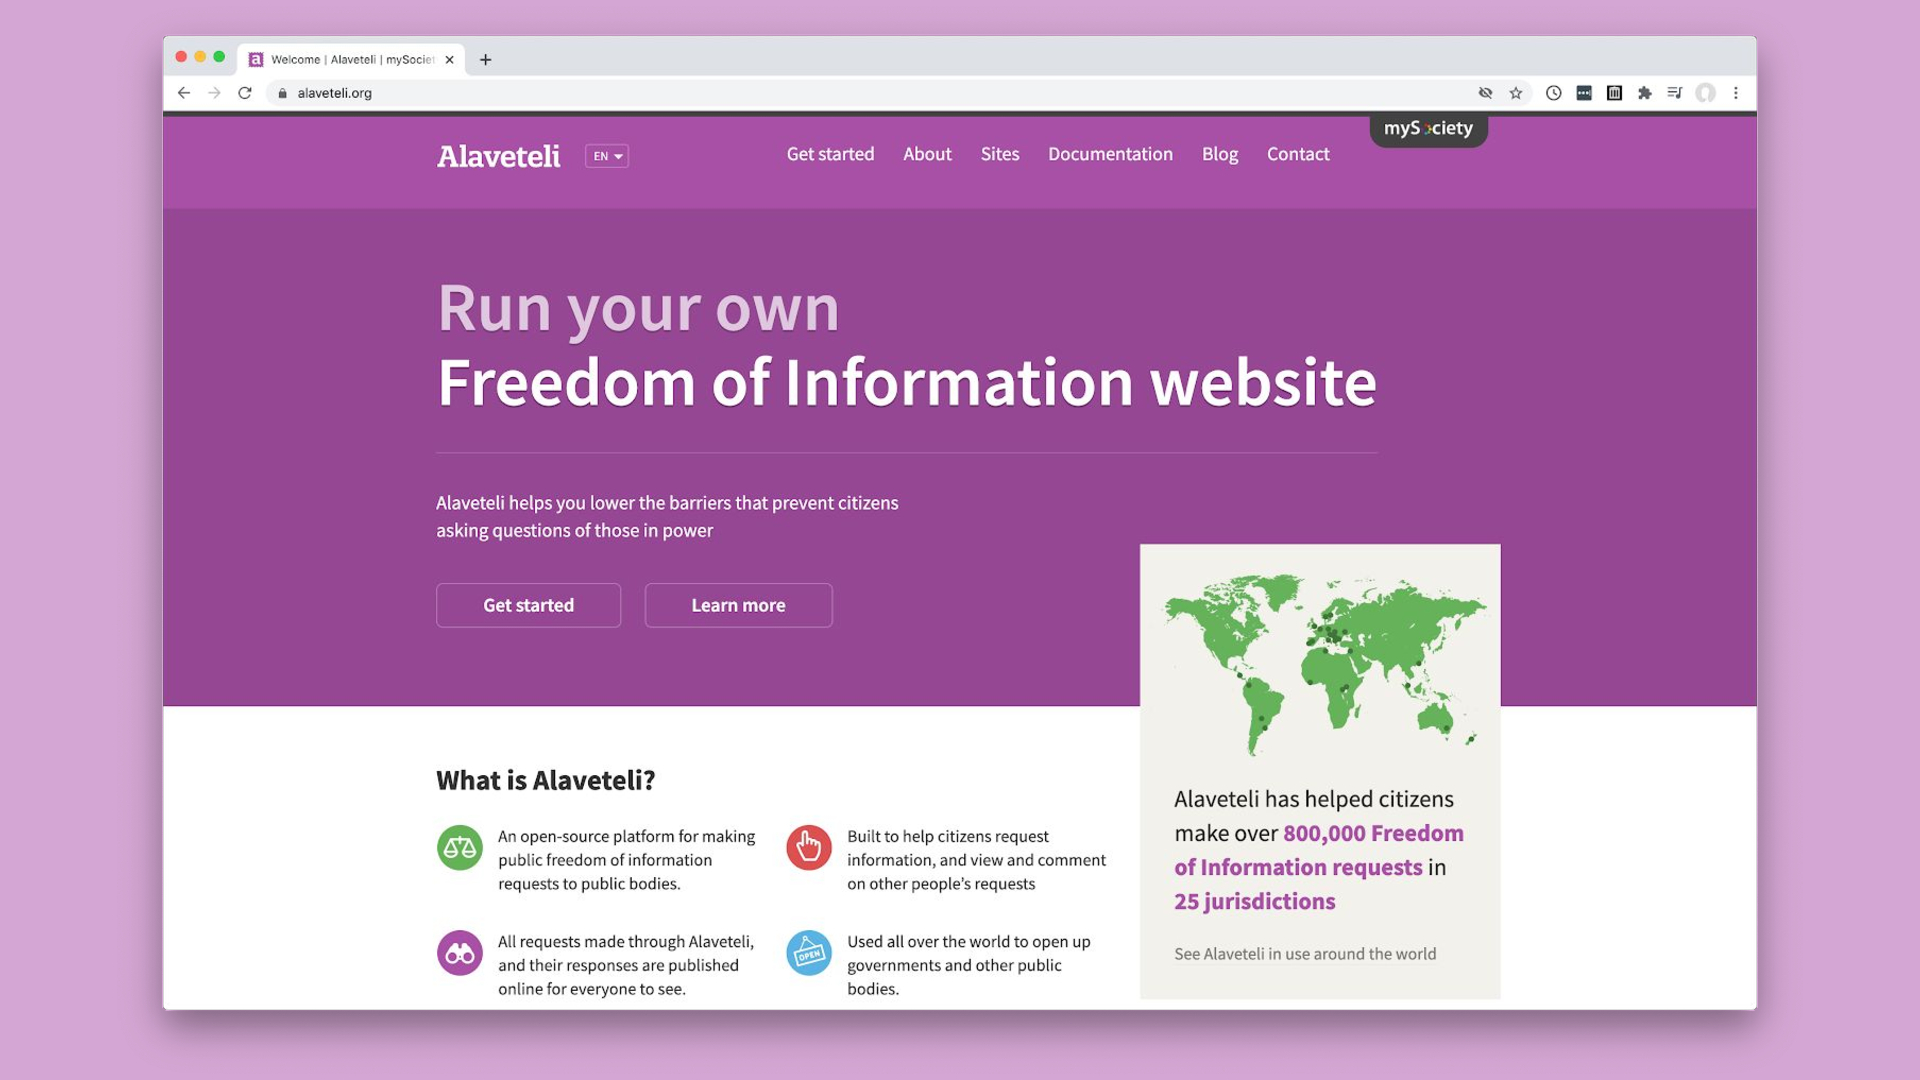 Welcome | Alaveteli | mySociet
alaveteli.org
mySociety
Alaveteli
EN
Get started
About
Sites
Documentation
Blog
Contact
Run your own
Freedom of Information website
Alaveteli helps you lower the barriers that prevent citizens
asking questions of those in power
Get started
Learn more
What is Alaveteli?
An open-source platform for making
public freedom of information
requests to public bodies.
Built to help citizens request
information, and view and comment
on other people’s requests
All requests made through Alaveteli,
and their responses are published
online for everyone to see.
OPEN
Used all over the world to open up
governments and other public
bodies.
Alaveteli has helped citizens
make over 800,000 Freedom
of Information requests in
25 jurisdictions
See Alaveteli in use around the world